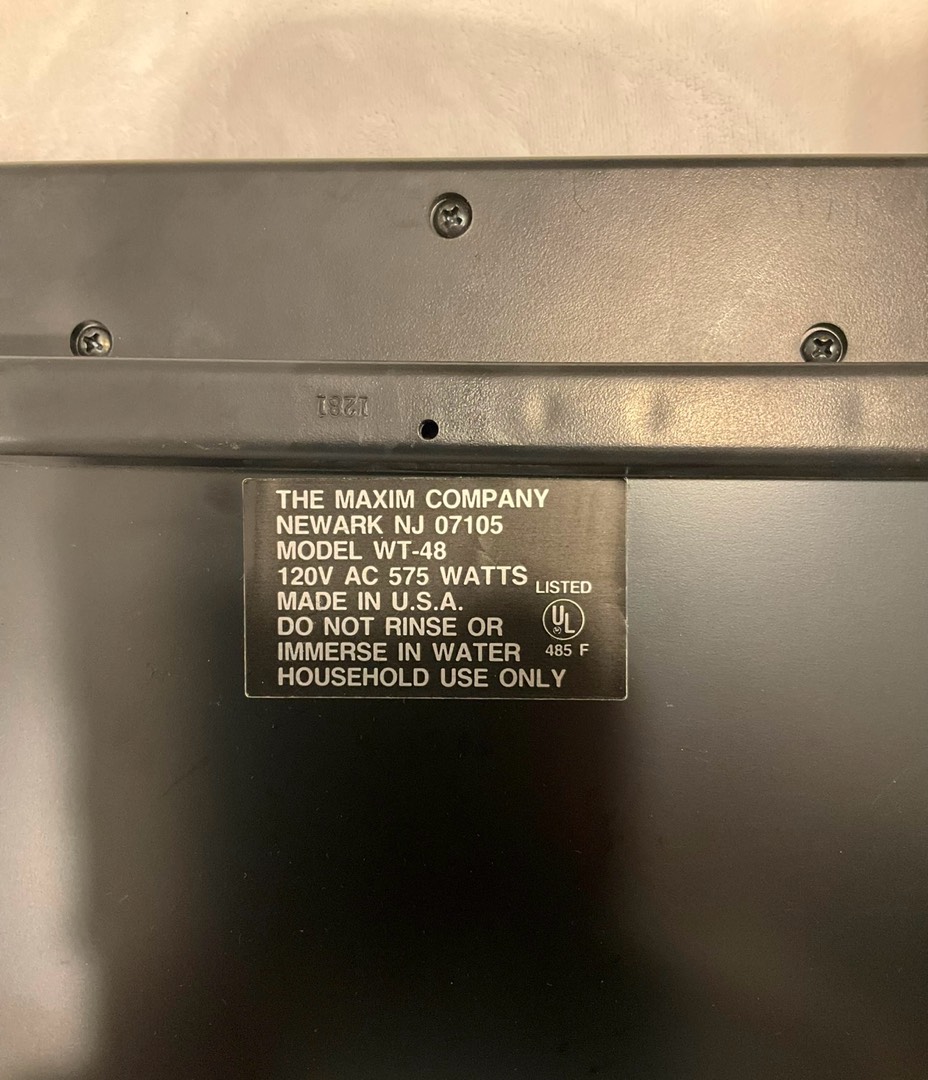 1281
THE MAXIM COMPANY
NEWARK NJ 07105
MODEL WT-48
120V AC 575 WATTS
MADE IN U.S.A.
DO NOT RINSE OR
IMMERSE IN WATER
HOUSEHOLD USE ONLY
LISTED
UL
485 F